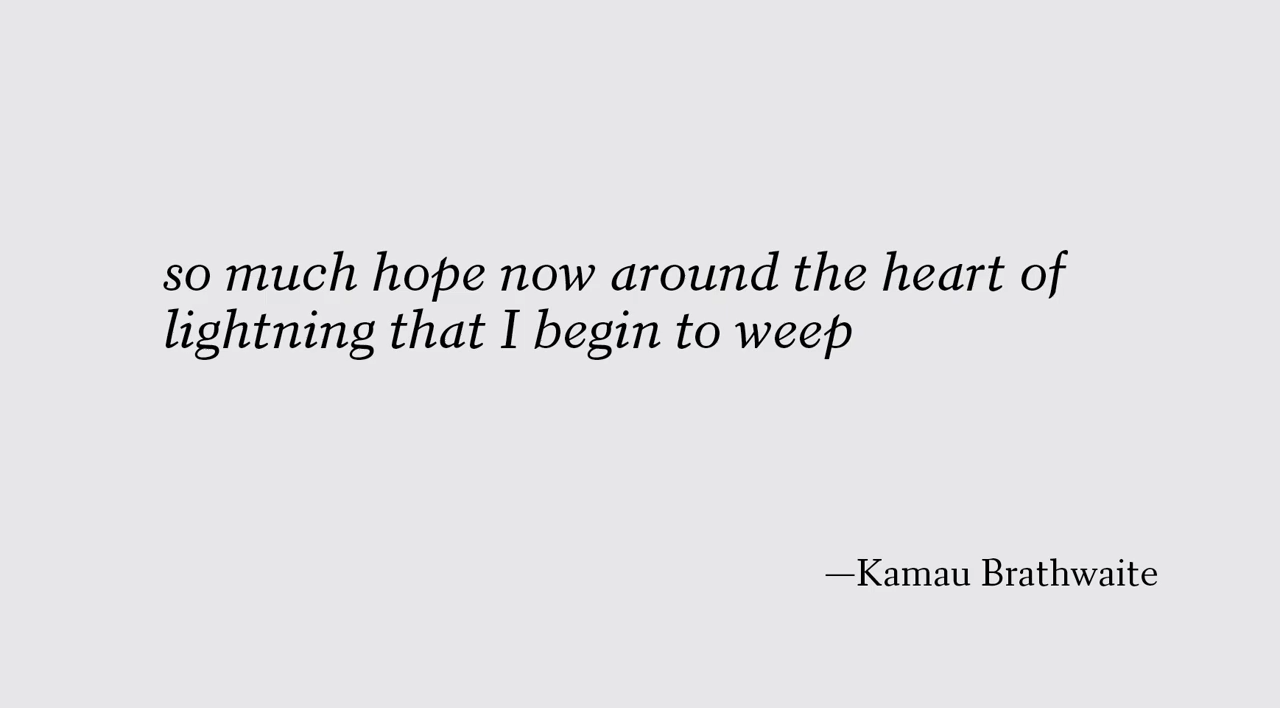 so much hope now around the heart of
lightning that I begin to weep
—Kamau Brathwaite